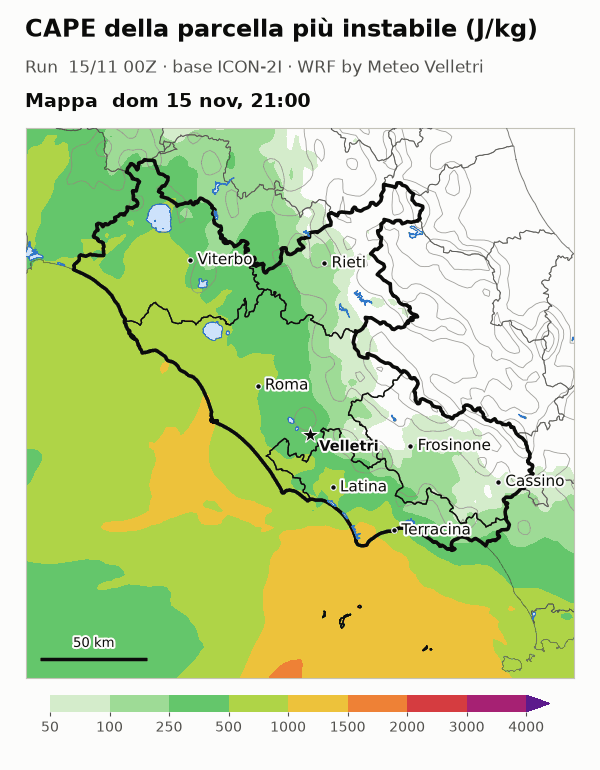 CAPE della parcella più instabile (J/kg)
Run  15/11 00Z · base ICON-2I · WRF by Meteo Velletri
Mappa  dom 15 nov, 21:00
Viterbo
Rieti
Roma
Velletri
Frosinone
Latina
Cassino
Terracina
50 km
50 100 250 500 1000 1500 2000 3000 4000